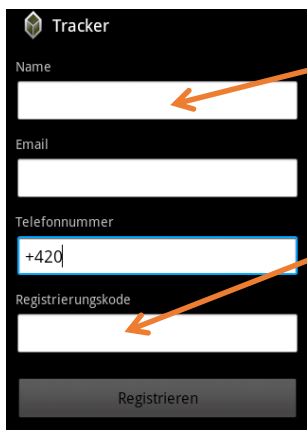 Tracker
Name
Email
Telefonnummer
+420
Registrierungskode
Registrieren